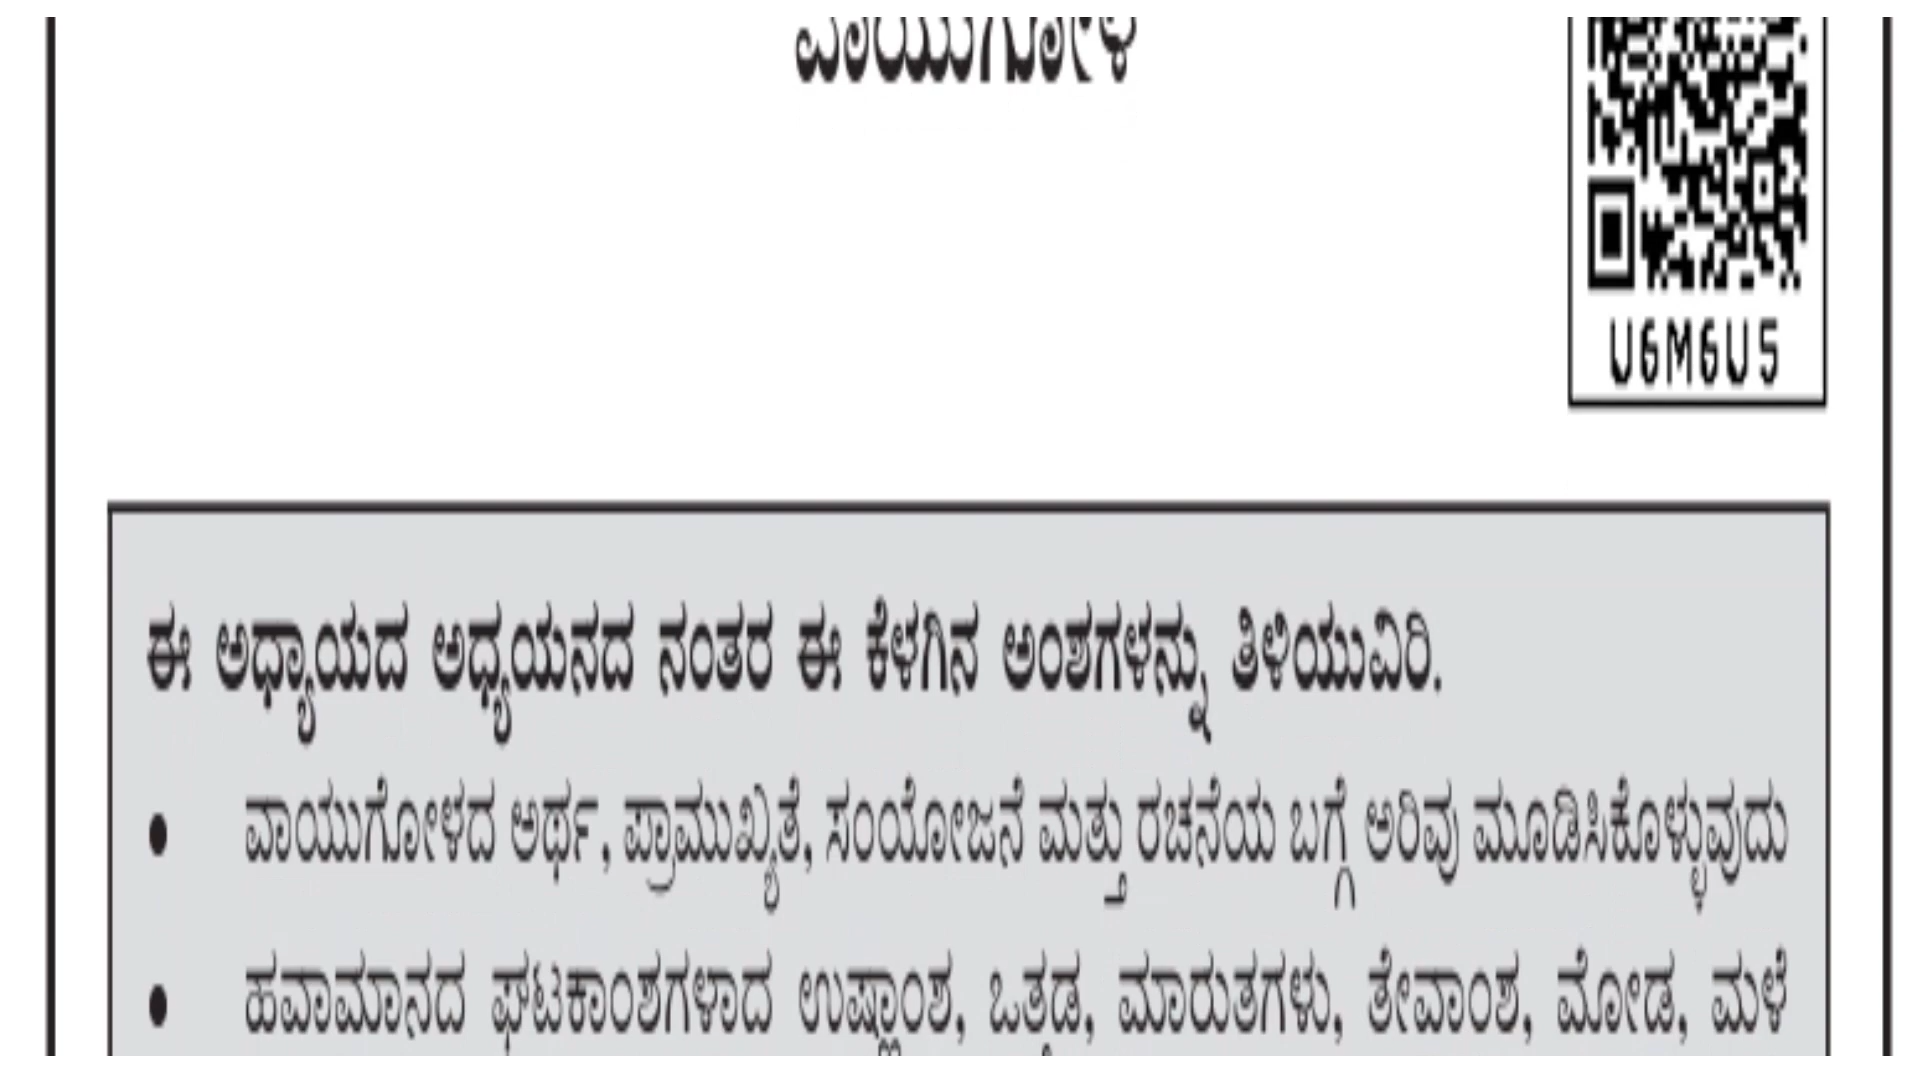 ವಾಯುಗೋಳ
U6M6U5
ಈ ಅಧ್ಯಾಯದ ಅಧ್ಯಯನದ ನಂತರ ಈ ಕೆಳಗಿನ ಅಂಶಗಳನ್ನು ತಿಳಿಯುವಿರಿ.
• ವಾಯುಗೋಳದ ಅರ್ಥ, ಪ್ರಾಮುಖ್ಯತೆ, ಸಂಯೋಜನೆ ಮತ್ತು ರಚನೆಯ ಬಗ್ಗೆ ಅರಿವು ಮೂಡಿಸಿಕೊಳ್ಳುವುದು
• ಹವಾಮಾನದ ಘಟಕಾಂಶಗಳಾದ ಉಷ್ಣಾಂಶ, ಒತ್ತಡ, ಮಾರುತಗಳು, ತೇವಾಂಶ, ಮೋಡ, ಮಳೆ